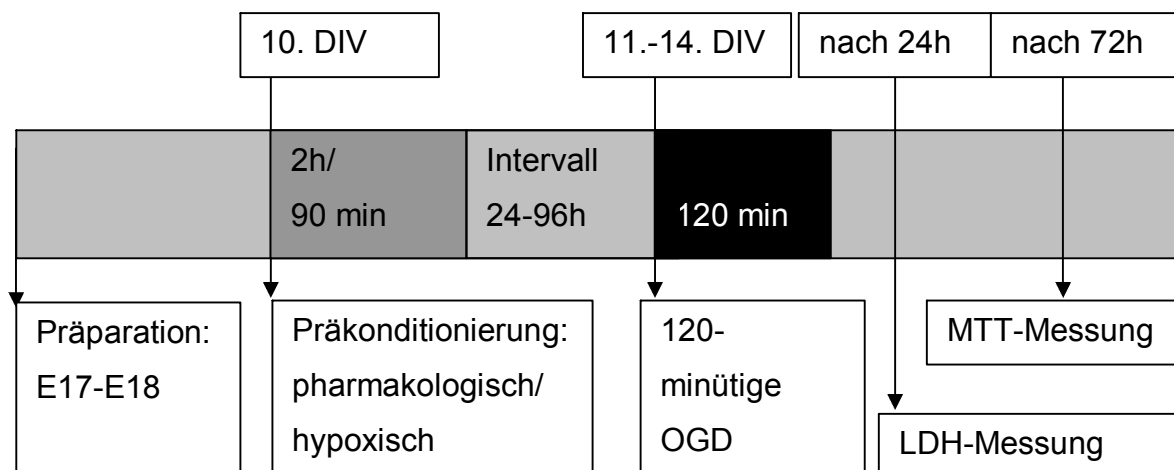 10. DIV
11.-14. DIV
nach 24h
nach 72h
2h/
90 min
Intervall
24-96h
120 min
Präparation:
E17-E18
Präkonditionierung:
pharmakologisch/
hypoxisch
120-
minütige
OGD
MTT-Messung
LDH-Messung